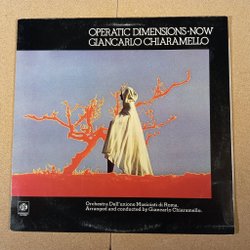 OPERATIC DIMENSIONS·NOW
GIANCARLO CHIARAMELLO
Orchestra Dell'unione Musicisti di Roma.
Arranged and conducted by Giancarlo Chiaramello.